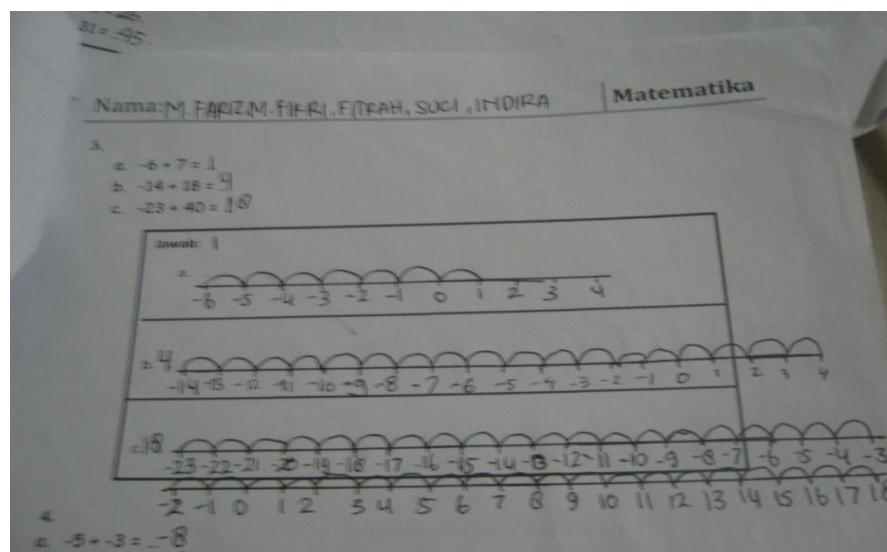 31 = 45
Nama: M. FARIZ, M. FIKRI, FITRAH, SUCI, INDIRA
Matematika
3.
a. -6 + 7 = 1
b. -14 + 18 = 4
c. -23 + 40 = 18
Jawab: 1
a.
-6 -5 -4 -3 -2 -1 0 1 2 3 4
b. 4
-14 -13 -12 -11 -10 -9 -8 -7 -6 -5 -4 -3 -2 -1 0 1 2 3 4
c. 18
-23 -22 -21 -20 -19 -18 -17 -16 -15 -14 -13 -12 -11 -10 -9 -8 -7 -6 -5 -4 -3
-2 -1 0 1 2 3 4 5 6 7 8 9 10 11 12 13 14 15 16 17 18
4.
a. -5 + -3 = -8